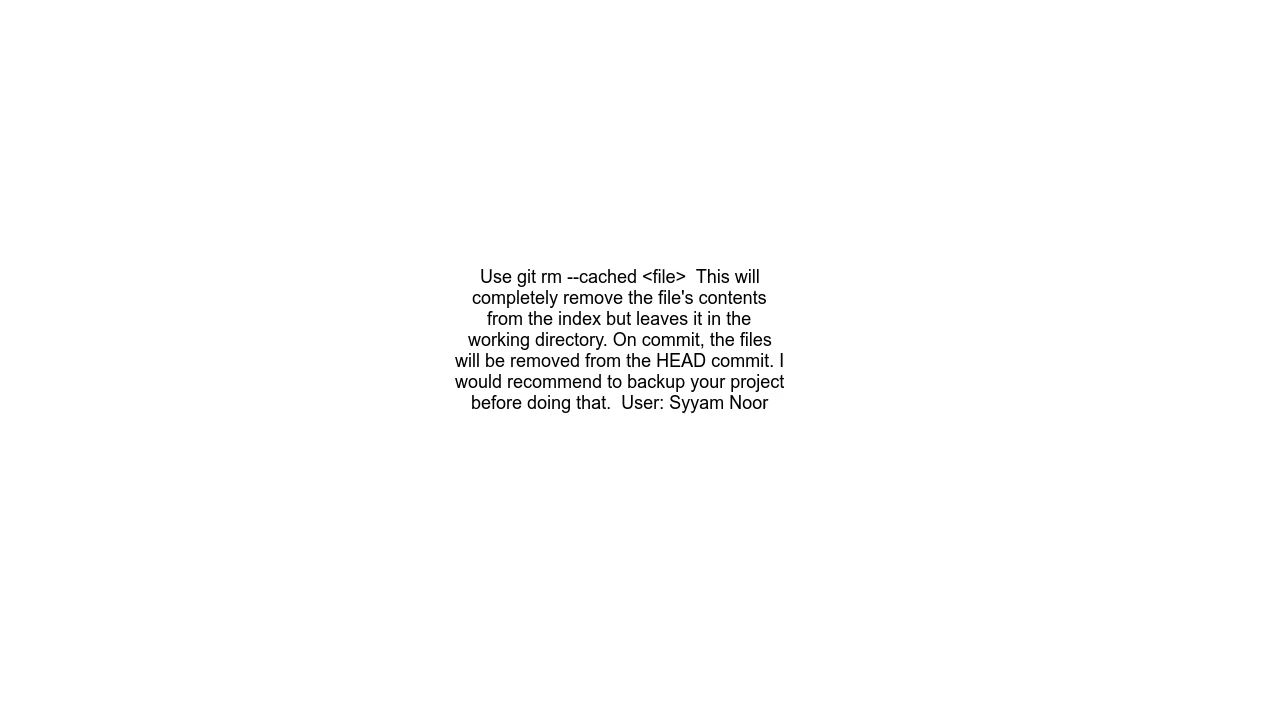 Use git rm --cached <file>  This will
completely remove the file's contents
from the index but leaves it in the
working directory. On commit, the files
will be removed from the HEAD commit. I
would recommend to backup your project
before doing that.  User: Syyam Noor